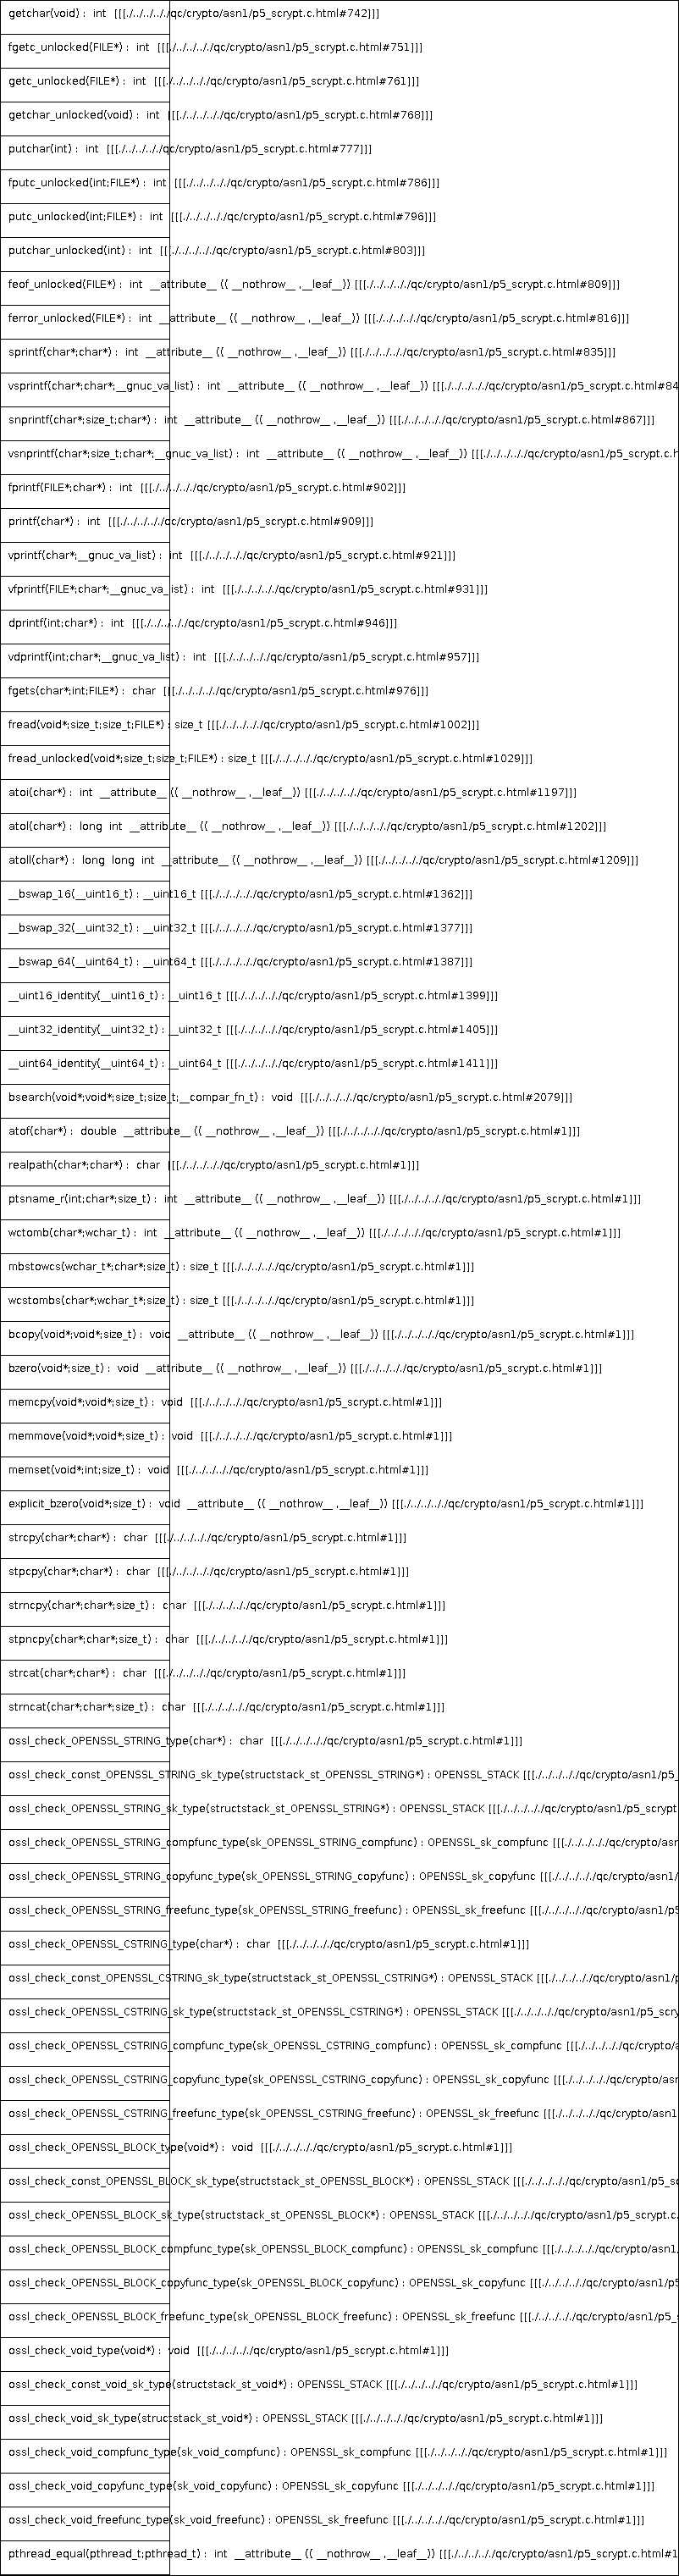 getchar(void) : int [[[./../../../qc/crypto/asn1/p5_scrypt.c.html#742]]]
fgetc_unlocked(FILE*) : int [[[./../../../qc/crypto/asn1/p5_scrypt.c.html#751]]]
getc_unlocked(FILE*) : int [[[./../../../qc/crypto/asn1/p5_scrypt.c.html#761]]]
getchar_unlocked(void) : int [[[./../../../qc/crypto/asn1/p5_scrypt.c.html#768]]]
putchar(int) : int [[[./../../../qc/crypto/asn1/p5_scrypt.c.html#777]]]
fputc_unlocked(int;FILE*) : int [[[./../../../qc/crypto/asn1/p5_scrypt.c.html#786]]]
putc_unlocked(int;FILE*) : int [[[./../../../qc/crypto/asn1/p5_scrypt.c.html#796]]]
putchar_unlocked(int) : int [[[./../../../qc/crypto/asn1/p5_scrypt.c.html#803]]]
feof_unlocked(FILE*) : int __attribute__ (( __nothrow__ ,__leaf__)) [[[./../../../qc/crypto/asn1/p5_scrypt.c.html#809]]]
ferror_unlocked(FILE*) : int __attribute__ (( __nothrow__ ,__leaf__)) [[[./../../../qc/crypto/asn1/p5_scrypt.c.html#816]]]
sprintf(char*;char*) : int __attribute__ (( __nothrow__ ,__leaf__)) [[[./../../../qc/crypto/asn1/p5_scrypt.c.html#835]]]
vsprintf(char*;char*;__gnuc_va_list) : int __attribute__ (( __nothrow__ ,__leaf__)) [[[./../../../qc/crypto/asn1/p5_scrypt.c.html#84
snprintf(char*;size_t;char*) : int __attribute__ (( __nothrow__ ,__leaf__)) [[[./../../../qc/crypto/asn1/p5_scrypt.c.html#867]]]
vsnprintf(char*;size_t;char*;__gnuc_va_list) : int __attribute__ (( __nothrow__ ,__leaf__)) [[[./../../../qc/crypto/asn1/p5_scrypt.c.h
fprintf(FILE*;char*) : int [[[./../../../qc/crypto/asn1/p5_scrypt.c.html#902]]]
printf(char*) : int [[[./../../../qc/crypto/asn1/p5_scrypt.c.html#909]]]
vprintf(char*;__gnuc_va_list) : int [[[./../../../qc/crypto/asn1/p5_scrypt.c.html#921]]]
vfprintf(FILE*;char*;__gnuc_va_list) : int [[[./../../../qc/crypto/asn1/p5_scrypt.c.html#931]]]
dprintf(int;char*) : int [[[./../../../qc/crypto/asn1/p5_scrypt.c.html#946]]]
vdprintf(int;char*;__gnuc_va_list) : int [[[./../../../qc/crypto/asn1/p5_scrypt.c.html#957]]]
fgets(char*;int;FILE*) : char [[[./../../../qc/crypto/asn1/p5_scrypt.c.html#976]]]
fread(void*;size_t;size_t;FILE*) : size_t [[[./../../../qc/crypto/asn1/p5_scrypt.c.html#1002]]]
fread_unlocked(void*;size_t;size_t;FILE*) : size_t [[[./../../../qc/crypto/asn1/p5_scrypt.c.html#1029]]]
atoi(char*) : int __attribute__ (( __nothrow__ ,__leaf__)) [[[./../../../qc/crypto/asn1/p5_scrypt.c.html#1197]]]
atol(char*) : long int __attribute__ (( __nothrow__ ,__leaf__)) [[[./../../../qc/crypto/asn1/p5_scrypt.c.html#1202]]]
atoll(char*) : long long int __attribute__ (( __nothrow__ ,__leaf__)) [[[./../../../qc/crypto/asn1/p5_scrypt.c.html#1209]]]
__bswap_16(__uint16_t) : __uint16_t [[[./../../../qc/crypto/asn1/p5_scrypt.c.html#1362]]]
__bswap_32(__uint32_t) : __uint32_t [[[./../../../qc/crypto/asn1/p5_scrypt.c.html#1377]]]
__bswap_64(__uint64_t) : __uint64_t [[[./../../../qc/crypto/asn1/p5_scrypt.c.html#1387]]]
__uint16_identity(__uint16_t) : __uint16_t [[[./../../../qc/crypto/asn1/p5_scrypt.c.html#1399]]]
__uint32_identity(__uint32_t) : __uint32_t [[[./../../../qc/crypto/asn1/p5_scrypt.c.html#1405]]]
__uint64_identity(__uint64_t) : __uint64_t [[[./../../../qc/crypto/asn1/p5_scrypt.c.html#1411]]]
bsearch(void*;void*;size_t;size_t;__compar_fn_t) : void [[[./../../../qc/crypto/asn1/p5_scrypt.c.html#2079]]]
atof(char*) : double __attribute__ (( __nothrow__ ,__leaf__)) [[[./../../../qc/crypto/asn1/p5_scrypt.c.html#1]]]
realpath(char*;char*) : char [[[./../../../qc/crypto/asn1/p5_scrypt.c.html#1]]]
ptsname_r(int;char*;size_t) : int __attribute__ (( __nothrow__ ,__leaf__)) [[[./../../../qc/crypto/asn1/p5_scrypt.c.html#1]]]
wctomb(char*;wchar_t) : int __attribute__ (( __nothrow__ ,__leaf__)) [[[./../../../qc/crypto/asn1/p5_scrypt.c.html#1]]]
mbstowcs(wchar_t*;char*;size_t) : size_t [[[./../../../qc/crypto/asn1/p5_scrypt.c.html#1]]]
wcstombs(char*;wchar_t*;size_t) : size_t [[[./../../../qc/crypto/asn1/p5_scrypt.c.html#1]]]
bcopy(void*;void*;size_t) : void __attribute__ (( __nothrow__ ,__leaf__)) [[[./../../../qc/crypto/asn1/p5_scrypt.c.html#1]]]
bzero(void*;size_t) : void __attribute__ (( __nothrow__ ,__leaf__)) [[[./../../../qc/crypto/asn1/p5_scrypt.c.html#1]]]
memcpy(void*;void*;size_t) : void [[[./../../../qc/crypto/asn1/p5_scrypt.c.html#1]]]
memmove(void*;void*;size_t) : void [[[./../../../qc/crypto/asn1/p5_scrypt.c.html#1]]]
memset(void*;int;size_t) : void [[[./../../../qc/crypto/asn1/p5_scrypt.c.html#1]]]
explicit_bzero(void*;size_t) : void __attribute__ (( __nothrow__ ,__leaf__)) [[[./../../../qc/crypto/asn1/p5_scrypt.c.html#1]]]
strcpy(char*;char*) : char [[[./../../../qc/crypto/asn1/p5_scrypt.c.html#1]]]
stpcpy(char*;char*) : char [[[./../../../qc/crypto/asn1/p5_scrypt.c.html#1]]]
strncpy(char*;char*;size_t) : char [[[./../../../qc/crypto/asn1/p5_scrypt.c.html#1]]]
stpncpy(char*;char*;size_t) : char [[[./../../../qc/crypto/asn1/p5_scrypt.c.html#1]]]
strcat(char*;char*) : char [[[./../../../qc/crypto/asn1/p5_scrypt.c.html#1]]]
strncat(char*;char*;size_t) : char [[[./../../../qc/crypto/asn1/p5_scrypt.c.html#1]]]
ossl_check_OPENSSL_STRING_type(char*) : char [[[./../../../qc/crypto/asn1/p5_scrypt.c.html#1]]]
ossl_check_const_OPENSSL_STRING_sk_type(structstack_st_OPENSSL_STRING*) : OPENSSL_STACK [[[./../../../qc/crypto/asn1/p5_
ossl_check_OPENSSL_STRING_sk_type(structstack_st_OPENSSL_STRING*) : OPENSSL_STACK [[[./../../../qc/crypto/asn1/p5_scrypt
ossl_check_OPENSSL_STRING_compfunc_type(sk_OPENSSL_STRING_compfunc) : OPENSSL_sk_compfunc [[[./../../../qc/crypto/asn
ossl_check_OPENSSL_STRING_copyfunc_type(sk_OPENSSL_STRING_copyfunc) : OPENSSL_sk_copyfunc [[[./../../../qc/crypto/asn1/
ossl_check_OPENSSL_STRING_freefunc_type(sk_OPENSSL_STRING_freefunc) : OPENSSL_sk_freefunc [[[./../../../qc/crypto/asn1/p5
ossl_check_OPENSSL_CSTRING_type(char*) : char [[[./../../../qc/crypto/asn1/p5_scrypt.c.html#1]]]
ossl_check_const_OPENSSL_CSTRING_sk_type(structstack_st_OPENSSL_CSTRING*) : OPENSSL_STACK [[[./../../../qc/crypto/asn1/p
ossl_check_OPENSSL_CSTRING_sk_type(structstack_st_OPENSSL_CSTRING*) : OPENSSL_STACK [[[./../../../qc/crypto/asn1/p5_scry
ossl_check_OPENSSL_CSTRING_compfunc_type(sk_OPENSSL_CSTRING_compfunc) : OPENSSL_sk_compfunc [[[./../../../qc/crypto/a
ossl_check_OPENSSL_CSTRING_copyfunc_type(sk_OPENSSL_CSTRING_copyfunc) : OPENSSL_sk_copyfunc [[[./../../../qc/crypto/asn
ossl_check_OPENSSL_CSTRING_freefunc_type(sk_OPENSSL_CSTRING_freefunc) : OPENSSL_sk_freefunc [[[./../../../qc/crypto/asn1
ossl_check_OPENSSL_BLOCK_type(void*) : void [[[./../../../qc/crypto/asn1/p5_scrypt.c.html#1]]]
ossl_check_const_OPENSSL_BLOCK_sk_type(structstack_st_OPENSSL_BLOCK*) : OPENSSL_STACK [[[./../../../qc/crypto/asn1/p5_sc
ossl_check_OPENSSL_BLOCK_sk_type(structstack_st_OPENSSL_BLOCK*) : OPENSSL_STACK [[[./../../../qc/crypto/asn1/p5_scrypt.c.
ossl_check_OPENSSL_BLOCK_compfunc_type(sk_OPENSSL_BLOCK_compfunc) : OPENSSL_sk_compfunc [[[./../../../qc/crypto/asn1,
ossl_check_OPENSSL_BLOCK_copyfunc_type(sk_OPENSSL_BLOCK_copyfunc) : OPENSSL_sk_copyfunc [[[./../../../qc/crypto/asn1/p5
ossl_check_OPENSSL_BLOCK_freefunc_type(sk_OPENSSL_BLOCK_freefunc) : OPENSSL_sk_freefunc [[[./../../../qc/crypto/asn1/p5_s
ossl_check_void_type(void*) : void [[[./../../../qc/crypto/asn1/p5_scrypt.c.html#1]]]
ossl_check_const_void_sk_type(structstack_st_void*) : OPENSSL_STACK [[[./../../../qc/crypto/asn1/p5_scrypt.c.html#1]]]
ossl_check_void_sk_type(structstack_st_void*) : OPENSSL_STACK [[[./../../../qc/crypto/asn1/p5_scrypt.c.html#1]]]
ossl_check_void_compfunc_type(sk_void_compfunc) : OPENSSL_sk_compfunc [[[./../../../qc/crypto/asn1/p5_scrypt.c.html#1]]]
ossl_check_void_copyfunc_type(sk_void_copyfunc) : OPENSSL_sk_copyfunc [[[./../../../qc/crypto/asn1/p5_scrypt.c.html#1]]]
ossl_check_void_freefunc_type(sk_void_freefunc) : OPENSSL_sk_freefunc [[[./../../../qc/crypto/asn1/p5_scrypt.c.html#1]]]
pthread_equal(pthread_t;pthread_t) : int __attribute__ (( __nothrow__ ,__leaf__)) [[[./../../../qc/crypto/asn1/p5_scrypt.c.html#1